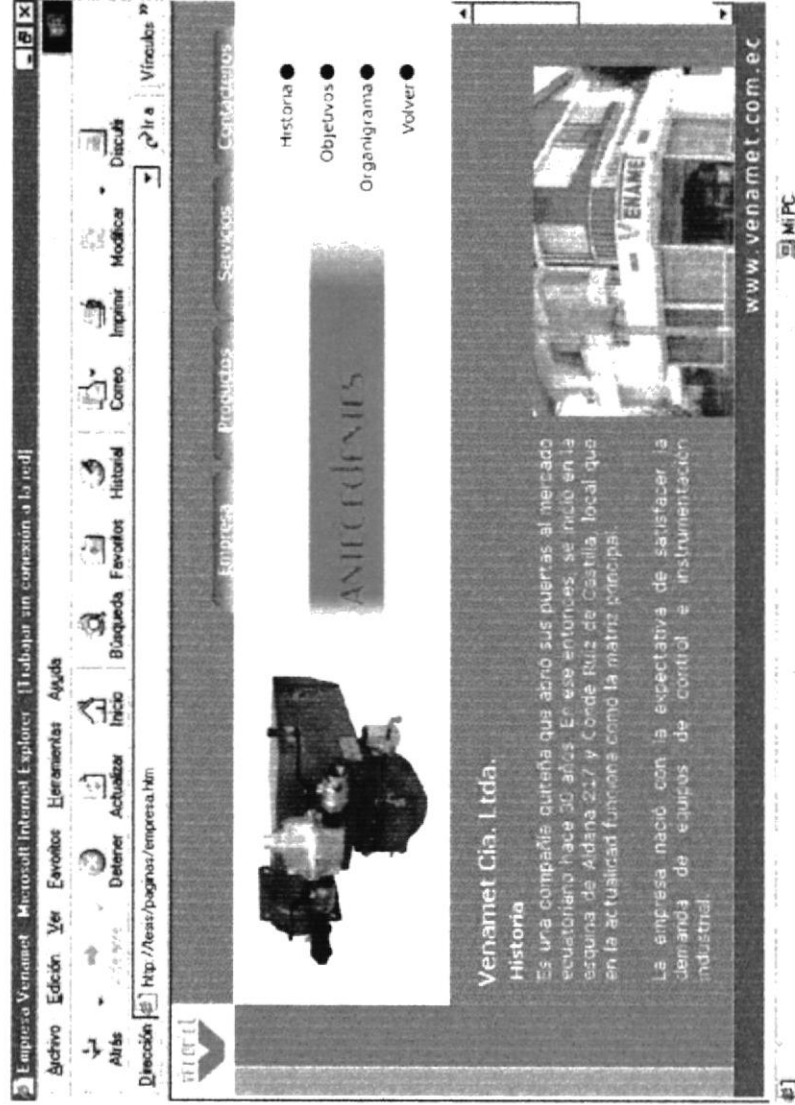 Empresa Venamet Microsoft Internet Explorer [Trabajar sin conexión a la red]
Archivo Edición Ver Favoritos Herramientas Ayuda
Atrás Detener Actualizar Inicio Búsqueda Favoritos Historial Correo Imprimir Modificar Discutir
Dirección http://teas/paginas/empresa.htm Ir a Vínculos »
Empresa Productos Servicios Contactenos
ANTECEDENTES
Historia
Objetivos
Organigrama
Volver
Venamet Cia. Ltda.
Historia
Es una compañía quiteña que abrió sus puertas al mercado
ecuatoriano hace 30 años. En ese entonces, se inició en la
esquina de Aldana 217 y Conde Ruiz de Castilla, local que
en la actualidad funciona como la matriz principal.
La empresa nació con la expectativa de satisfacer la
demanda de equipos de control e instrumentación
industrial.
VENAME
www.venamet.com.ec
Mi PC